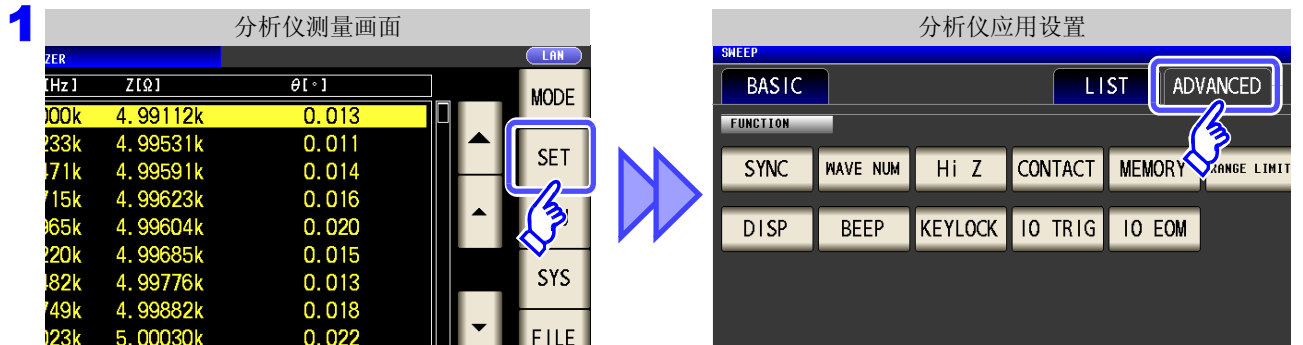 1
分析仪测量画面
ZER LAN
[Hz] Z[Ω] θ[°]
000k 4.99112k 0.013
233k 4.99531k 0.011
471k 4.99591k 0.014
715k 4.99623k 0.016
965k 4.99604k 0.020
220k 4.99685k 0.015
482k 4.99776k 0.013
749k 4.99882k 0.018
023k 5.00030k 0.022
MODE
SET
SYS
FILE
分析仪应用设置
SWEEP
BASIC LIST ADVANCED
FUNCTION
SYNC WAVE NUM Hi Z CONTACT MEMORY RANGE LIMIT
DISP BEEP KEYLOCK IO TRIG IO EOM